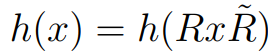 h(x) = h(RxR̃)